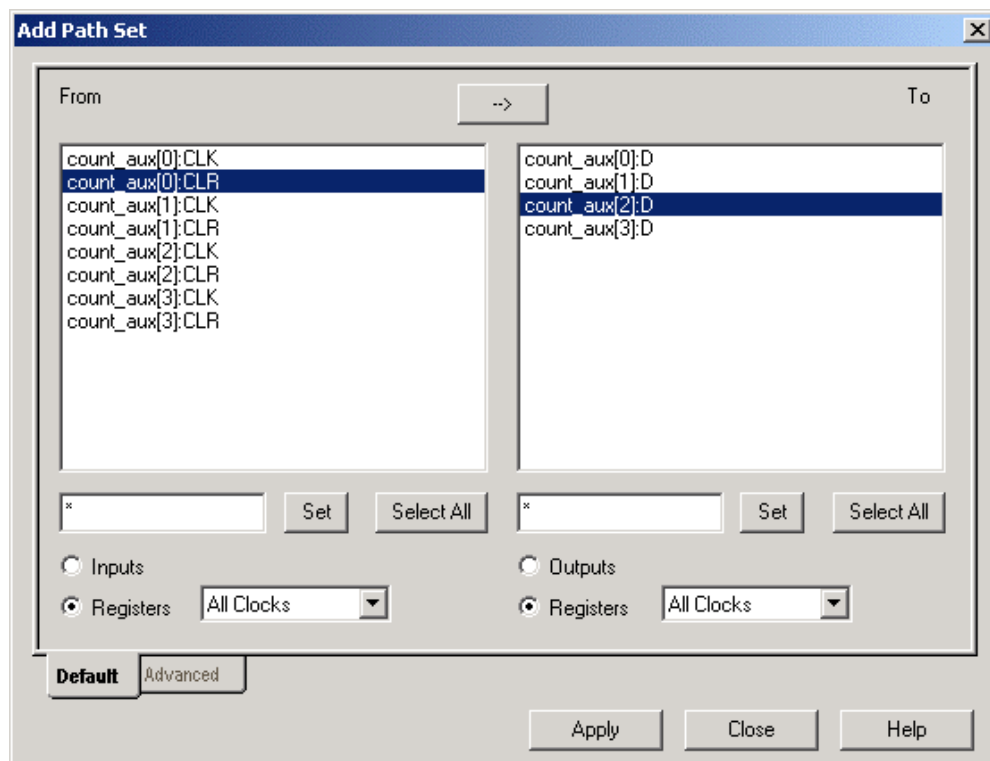 Add Path Set
From
-->
To
count_aux[0]:CLK
count_aux[0]:CLR
count_aux[1]:CLK
count_aux[1]:CLR
count_aux[2]:CLK
count_aux[2]:CLR
count_aux[3]:CLK
count_aux[3]:CLR
count_aux[0]:D
count_aux[1]:D
count_aux[2]:D
count_aux[3]:D
*
Set
Select All
*
Set
Select All
Inputs
Registers
All Clocks
Outputs
Registers
All Clocks
Default
Advanced
Apply
Close
Help